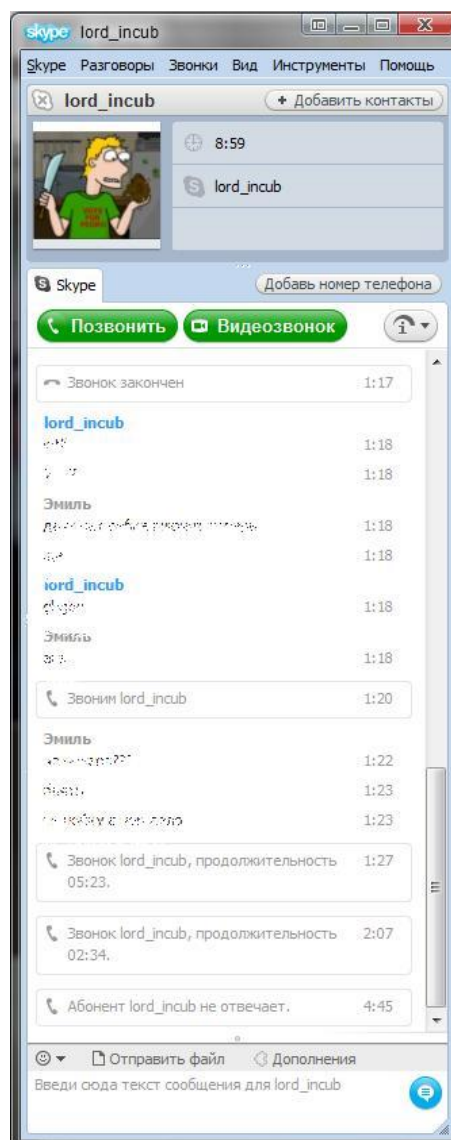 skype lord_incub
Skype Разговоры Звонки Вид Инструменты Помощь
lord_incub
+ Добавить контакты
8:59
lord_incub
Skype
Добавь номер телефона
Позвонить
Видеозвонок
Звонок закончен 1:17
lord_incub
1:18
1:18
Эмиль
1:18
1:18
lord_incub
1:18
Эмиль
1:18
Звоним lord_incub 1:20
Эмиль
1:22
1:23
1:23
Звонок lord_incub, продолжительность 1:27
05:23.
Звонок lord_incub, продолжительность 2:07
02:34.
Абонент lord_incub не отвечает. 4:45
Отправить файл Дополнения
Введи сюда текст сообщения для lord_incub